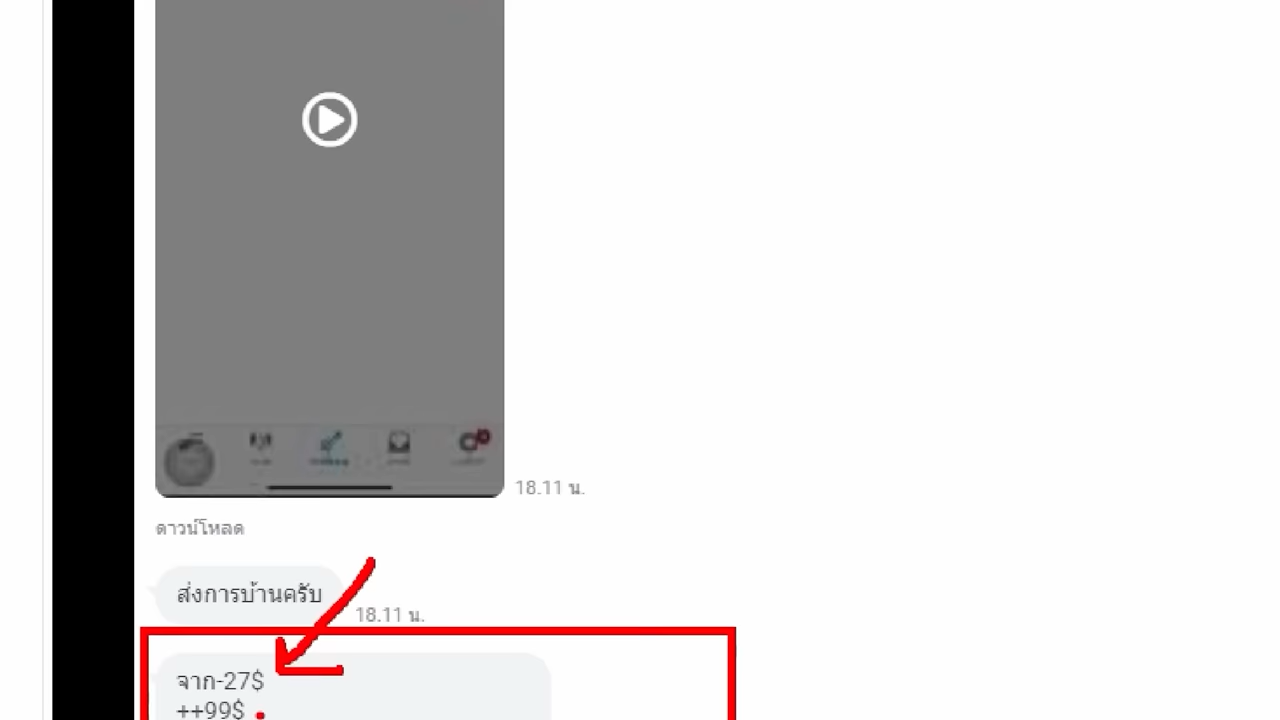 18.11 น.
ดาวน์โหลด
ส่งการบ้านครับ
18.11 น.
จาก-27$
++99$